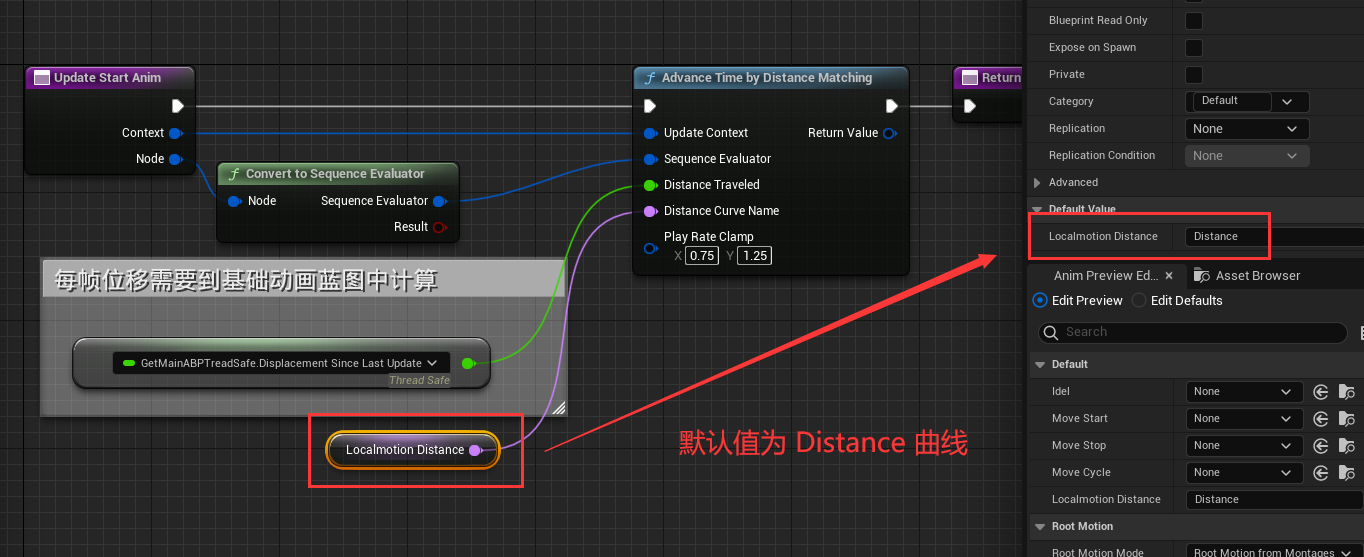 Update Start Anim
Context
Node
Convert to Sequence Evaluator
Node
Sequence Evaluator
Result
Advance Time by Distance Matching
Update Context
Return Value
Sequence Evaluator
Distance Traveled
Distance Curve Name
Play Rate Clamp
X 0.75 Y 1.25
Return
每帧位移需要到基础动画蓝图中计算
GetMainABPTreadSafe.Displacement Since Last Update
Thread Safe
Localmotion Distance
默认值为 Distance 曲线
Blueprint Read Only
Expose on Spawn
Private
Category Default
Replication None
Replication Condition None
Advanced
Default Value
Localmotion Distance Distance
Anim Preview Ed...
Asset Browser
Edit Preview Edit Defaults
Search
Default
Idel None
Move Start None
Move Stop None
Move Cycle None
Localmotion Distance Distance
Root Motion
Root Motion Mode Root Motion from Montages